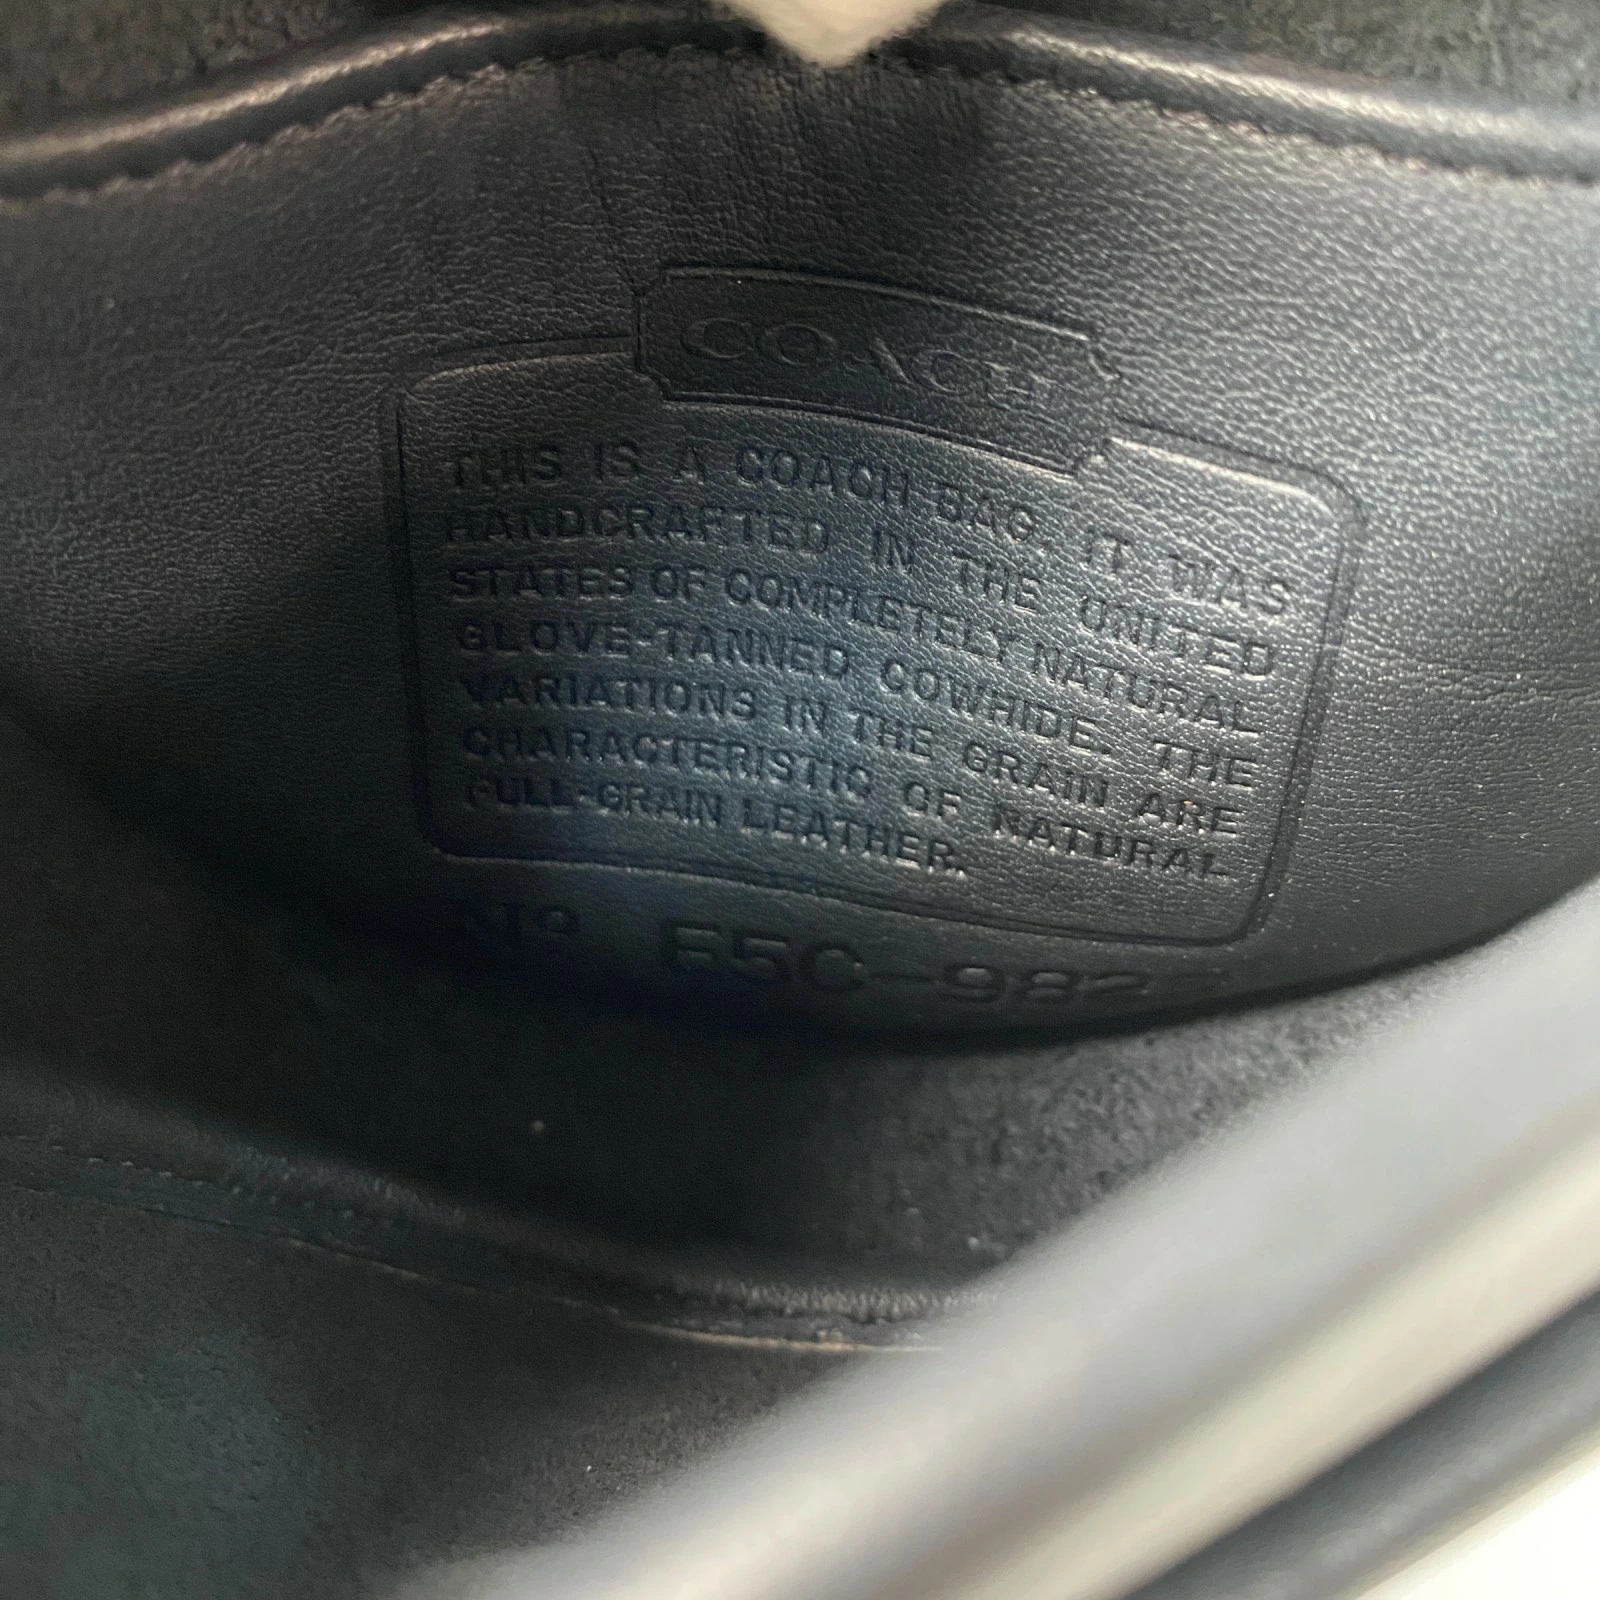 COACH
THIS IS A COACH BAG. IT WAS
HANDCRAFTED IN THE UNITED
STATES OF COMPLETELY NATURAL
GLOVE-TANNED COWHIDE. THE
VARIATIONS IN THE GRAIN ARE
CHARACTERISTIC OF NATURAL
FULL-GRAIN LEATHER.
Nº